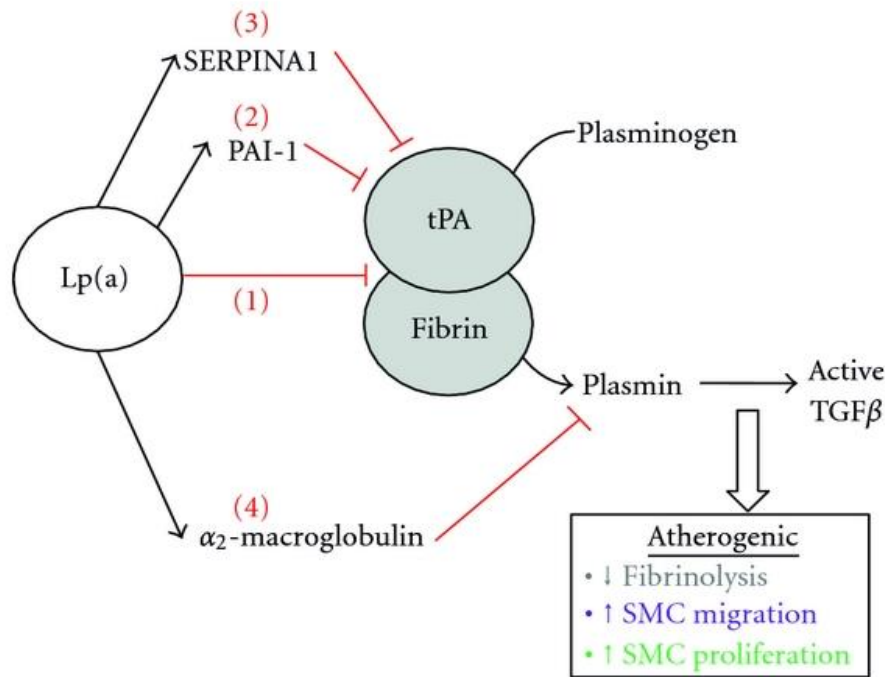 (3)
SERPINA1
(2)
PAI-1
Plasminogen
tPA
Lp(a)
(1)
Fibrin
Plasmin
Active
TGFβ
(4)
α₂-macroglobulin
Atherogenic
• ↓ Fibrinolysis
• ↑ SMC migration
• ↑ SMC proliferation